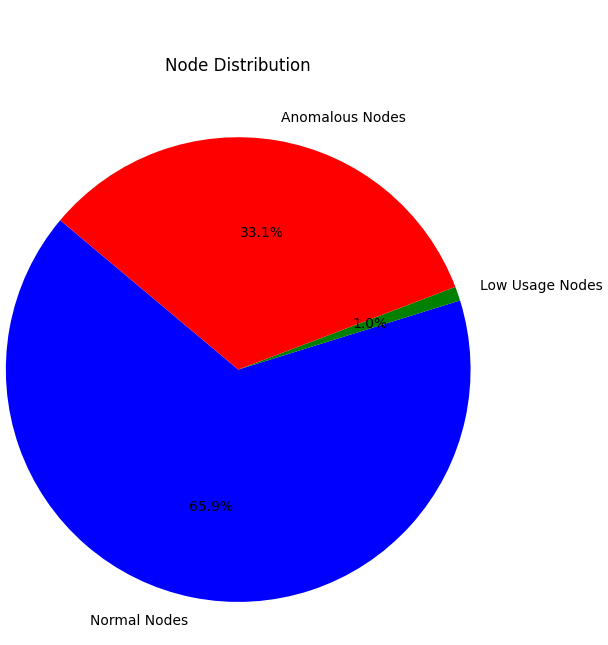 Node Distribution
Anomalous Nodes
33.1%
Low Usage Nodes
1.0%
65.9%
Normal Nodes